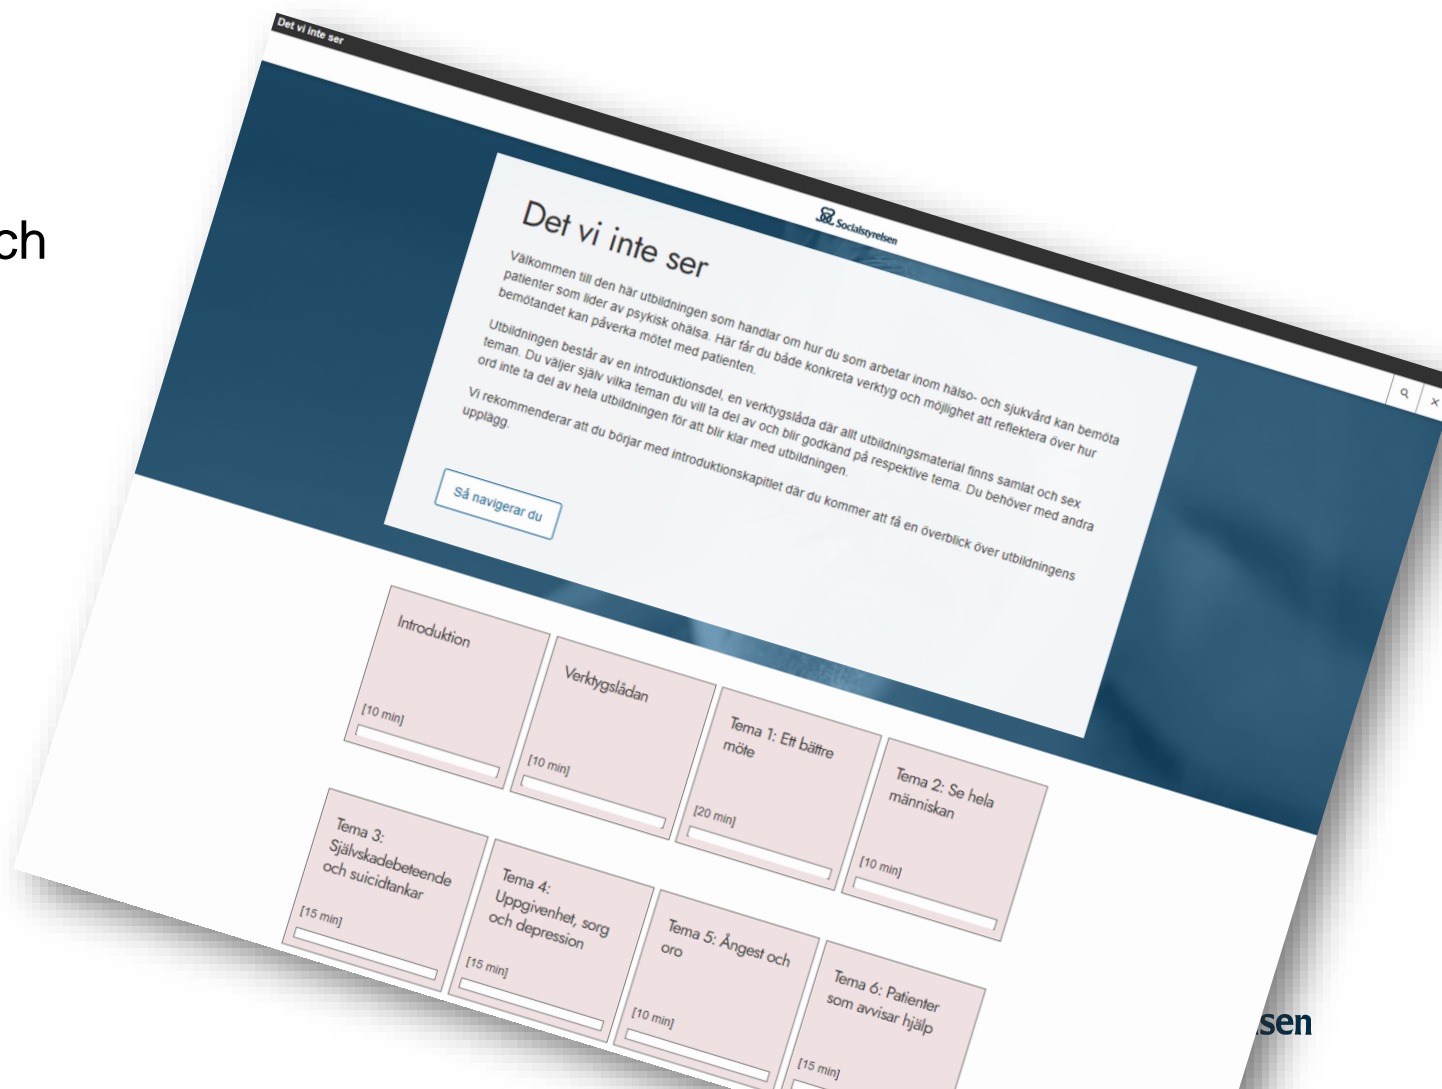 Det vi inte ser
Socialstyrelsen
ch
Det vi inte ser
Välkommen till den här utbildningen som handlar om hur du som arbetar inom hälso- och sjukvård kan bemöta
patienter som lider av psykisk ohälsa. Här får du både konkreta verktyg och möjlighet att reflektera över hur
bemötandet kan påverka mötet med patienten.
Utbildningen består av en introduktionsdel, en verktygslåda där allt utbildningsmaterial finns samlat och sex
teman. Du väljer själv vilka teman du vill ta del av och blir godkänd på respektive tema. Du behöver med andra
ord inte ta del av hela utbildningen för att blir klar med utbildningen.
Vi rekommenderar att du börjar med introduktionskapitlet där du kommer att få en överblick över utbildningens
upplägg.
Så navigerar du
Introduktion
[10 min]
Verktygslådan
[10 min]
Tema 1: Ett bättre
möte
[20 min]
Tema 2: Se hela
människan
[10 min]
Tema 3:
Självskadebeteende
och suicidtankar
[15 min]
Tema 4:
Uppgivenhet, sorg
och depression
[15 min]
Tema 5: Ångest och
oro
[10 min]
Tema 6: Patienter
som avvisar hjälp
[15 min]
sen